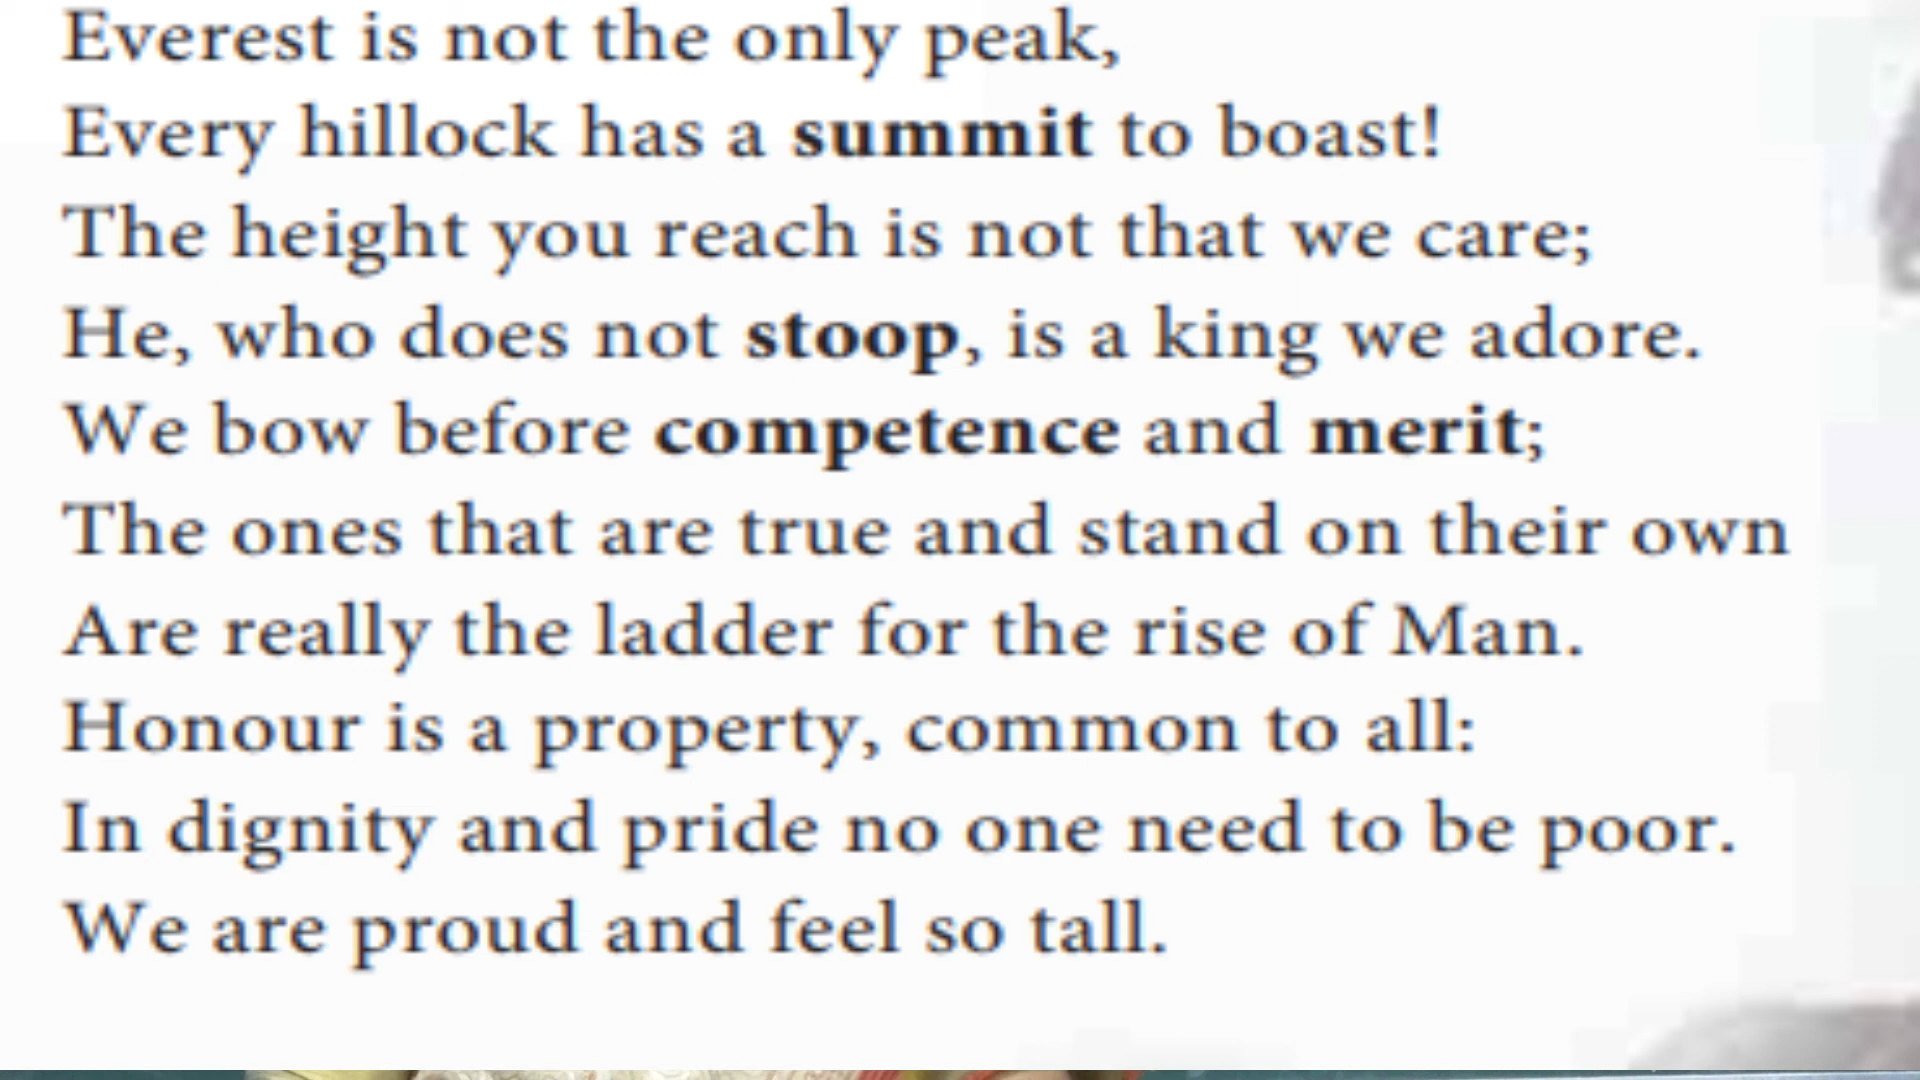 Everest is not the only peak,
Every hillock has a summit to boast!
The height you reach is not that we care;
He, who does not stoop, is a king we adore.
We bow before competence and merit;
The ones that are true and stand on their own
Are really the ladder for the rise of Man.
Honour is a property, common to all:
In dignity and pride no one need to be poor.
We are proud and feel so tall.